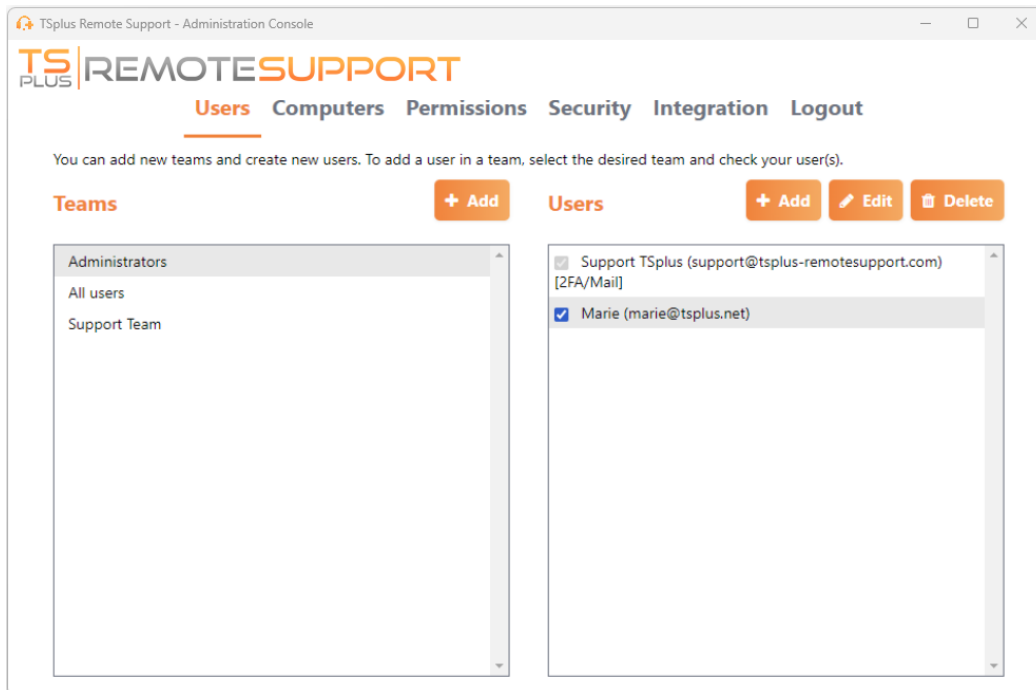 TSplus Remote Support - Administration Console
TS PLUS REMOTESUPPORT
Users Computers Permissions Security Integration Logout
You can add new teams and create new users. To add a user in a team, select the desired team and check your user(s).
Teams
+ Add
Users
+ Add
Edit
Delete
Administrators
All users
Support Team
Support TSplus (support@tsplus-remotesupport.com)
[2FA/Mail]
Marie (marie@tsplus.net)